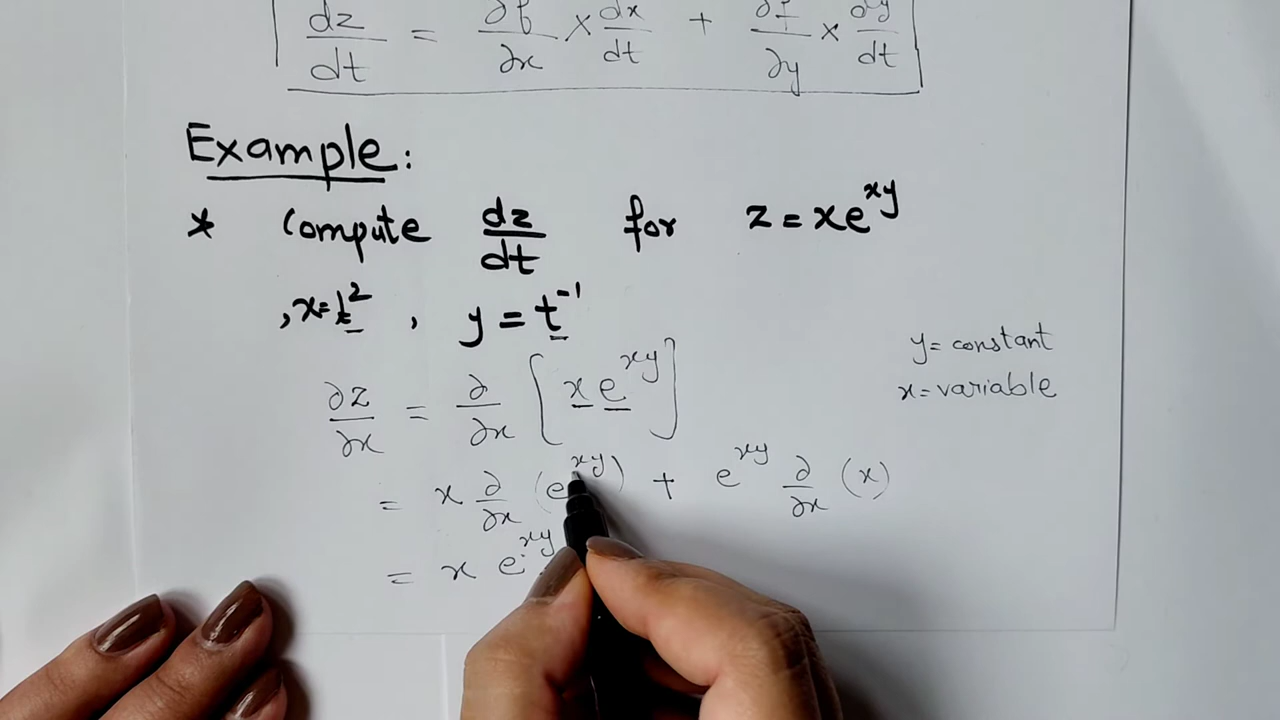 dz/dt = ∂f/∂x × dx/dt + ∂f/∂y × dy/dt
Example:
* Compute dz/dt for z = xe^xy
, x = t^2 , y = t^-1
y = constant
x = variable
∂z/∂x = ∂/∂x [x e^xy]
= x ∂/∂x (e^xy) + e^xy ∂/∂x (x)
= x e^xy